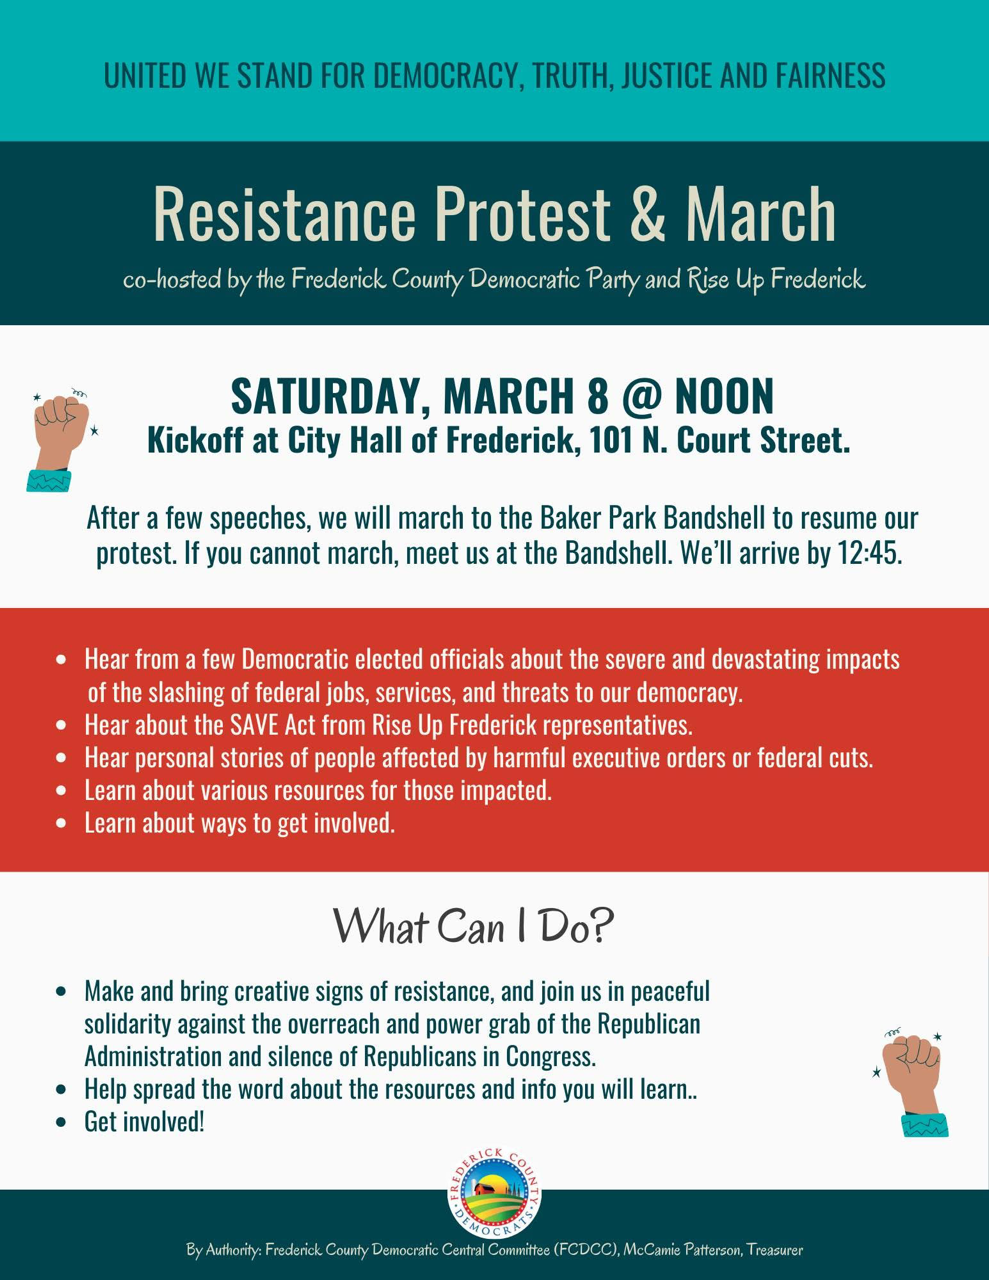 UNITED WE STAND FOR DEMOCRACY, TRUTH, JUSTICE AND FAIRNESS
Resistance Protest & March
co-hosted by the Frederick County Democratic Party and Rise Up Frederick
SATURDAY, MARCH 8 @ NOON
Kickoff at City Hall of Frederick, 101 N. Court Street.
After a few speeches, we will march to the Baker Park Bandshell to resume our
protest. If you cannot march, meet us at the Bandshell. We’ll arrive by 12:45.
• Hear from a few Democratic elected officials about the severe and devastating impacts
of the slashing of federal jobs, services, and threats to our democracy.
• Hear about the SAVE Act from Rise Up Frederick representatives.
• Hear personal stories of people affected by harmful executive orders or federal cuts.
• Learn about various resources for those impacted.
• Learn about ways to get involved.
What Can I Do?
• Make and bring creative signs of resistance, and join us in peaceful
solidarity against the overreach and power grab of the Republican
Administration and silence of Republicans in Congress.
• Help spread the word about the resources and info you will learn..
• Get involved!
FREDERICK COUNTY
DEMOCRATS
By Authority: Frederick County Democratic Central Committee (FCDCC), McCamie Patterson, Treasurer